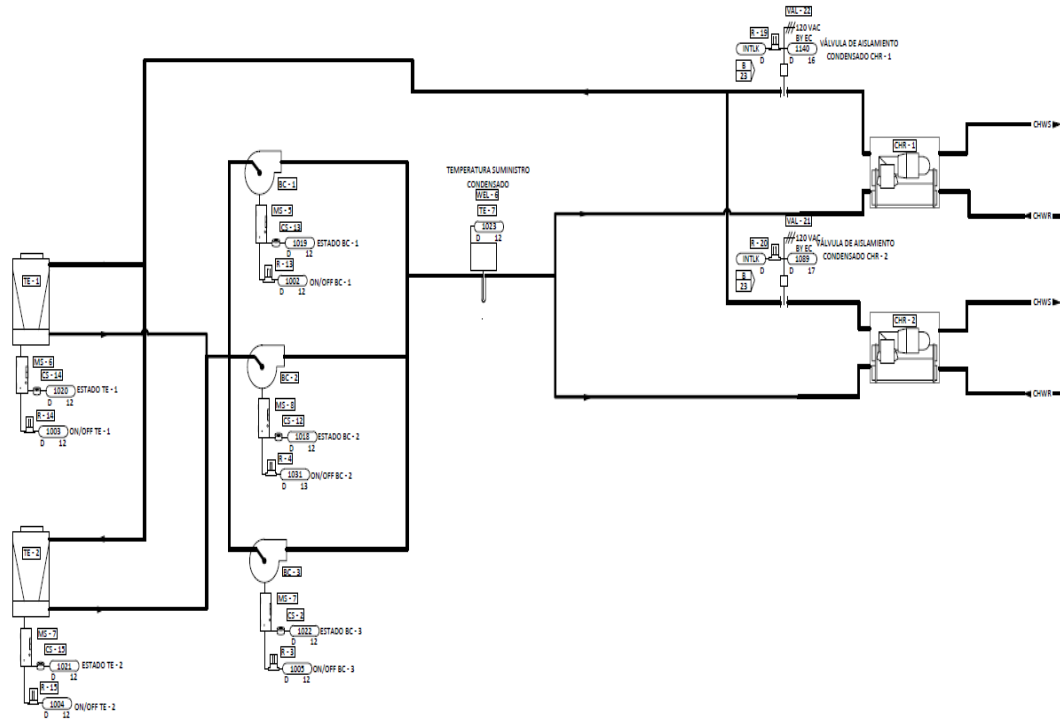 VAL - 22
120 VAC
BY EC
R - 19
INTLK
D
1140
D 16
VÁLVULA DE AISLAMIENTO
CONDENSADO CHR - 1
B
23
CHR - 1
CHWS
CHWR
TEMPERATURA SUMINISTRO
CONDENSADO
WEL - 6
TE - 7
1023
D 12
VAL - 21
120 VAC
BY EC
R - 20
INTLK
D
1089
D 17
VÁLVULA DE AISLAMIENTO
CONDENSADO CHR - 2
B
23
CHR - 2
CHWS
CHWR
BC - 1
MS - 5
CS - 13
1019 ESTADO BC - 1
D 12
R - 13
1002 ON/OFF BC - 1
D 12
TE - 1
MS - 6
CS - 14
1020 ESTADO TE - 1
D 12
R - 14
1003 ON/OFF TE - 1
D 12
BC - 2
MS - 8
CS - 12
1018 ESTADO BC - 2
D 12
R - 4
1031 ON/OFF BC - 2
D 13
TE - 2
MS - 7
CS - 15
1021 ESTADO TE - 2
D 12
R - 15
1004 ON/OFF TE - 2
D 12
BC - 3
MS - 7
CS - 2
1022 ESTADO BC - 3
D 12
R - 3
1005 ON/OFF BC - 3
D 12